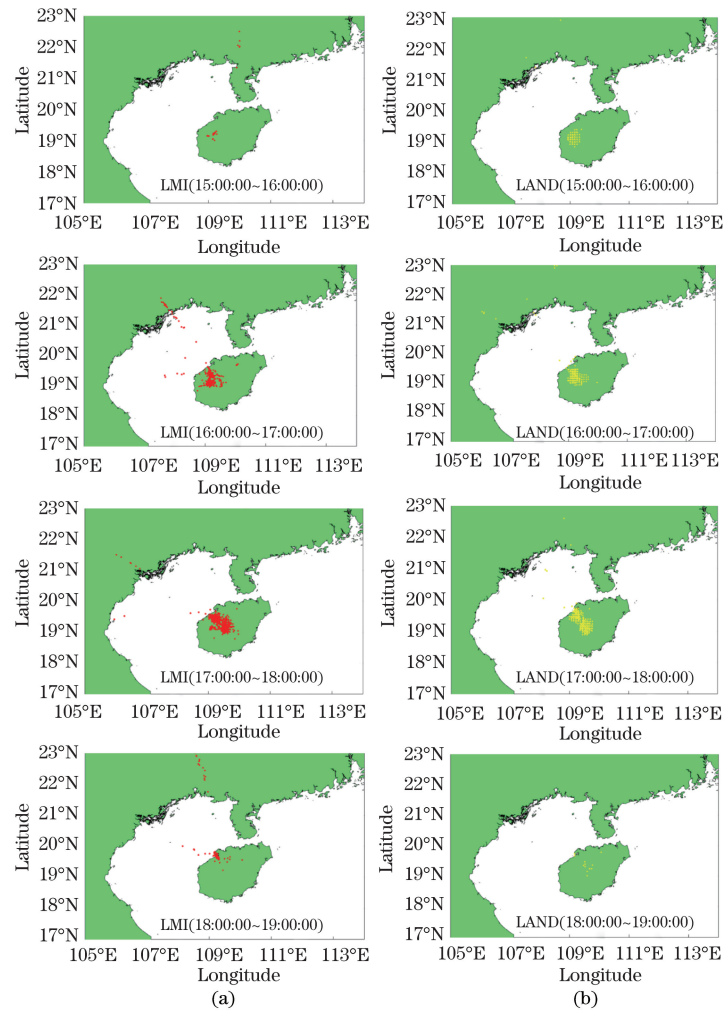 23°N
22°N
21°N
20°N
19°N
18°N
17°N
Latitude
LMI(15:00:00~16:00:00)
105°E 107°E 109°E 111°E 113°E
Longitude
23°N
22°N
21°N
20°N
19°N
18°N
17°N
Latitude
LAND(15:00:00~16:00:00)
105°E 107°E 109°E 111°E 113°E
Longitude
23°N
22°N
21°N
20°N
19°N
18°N
17°N
Latitude
LMI(16:00:00~17:00:00)
105°E 107°E 109°E 111°E 113°E
Longitude
23°N
22°N
21°N
20°N
19°N
18°N
17°N
Latitude
LAND(16:00:00~17:00:00)
105°E 107°E 109°E 111°E 113°E
Longitude
23°N
22°N
21°N
20°N
19°N
18°N
17°N
Latitude
LMI(17:00:00~18:00:00)
105°E 107°E 109°E 111°E 113°E
Longitude
23°N
22°N
21°N
20°N
19°N
18°N
17°N
Latitude
LAND(17:00:00~18:00:00)
105°E 107°E 109°E 111°E 113°E
Longitude
23°N
22°N
21°N
20°N
19°N
18°N
17°N
Latitude
LMI(18:00:00~19:00:00)
105°E 107°E 109°E 111°E 113°E
Longitude
(a)
23°N
22°N
21°N
20°N
19°N
18°N
17°N
Latitude
LAND(18:00:00~19:00:00)
105°E 107°E 109°E 111°E 113°E
Longitude
(b)